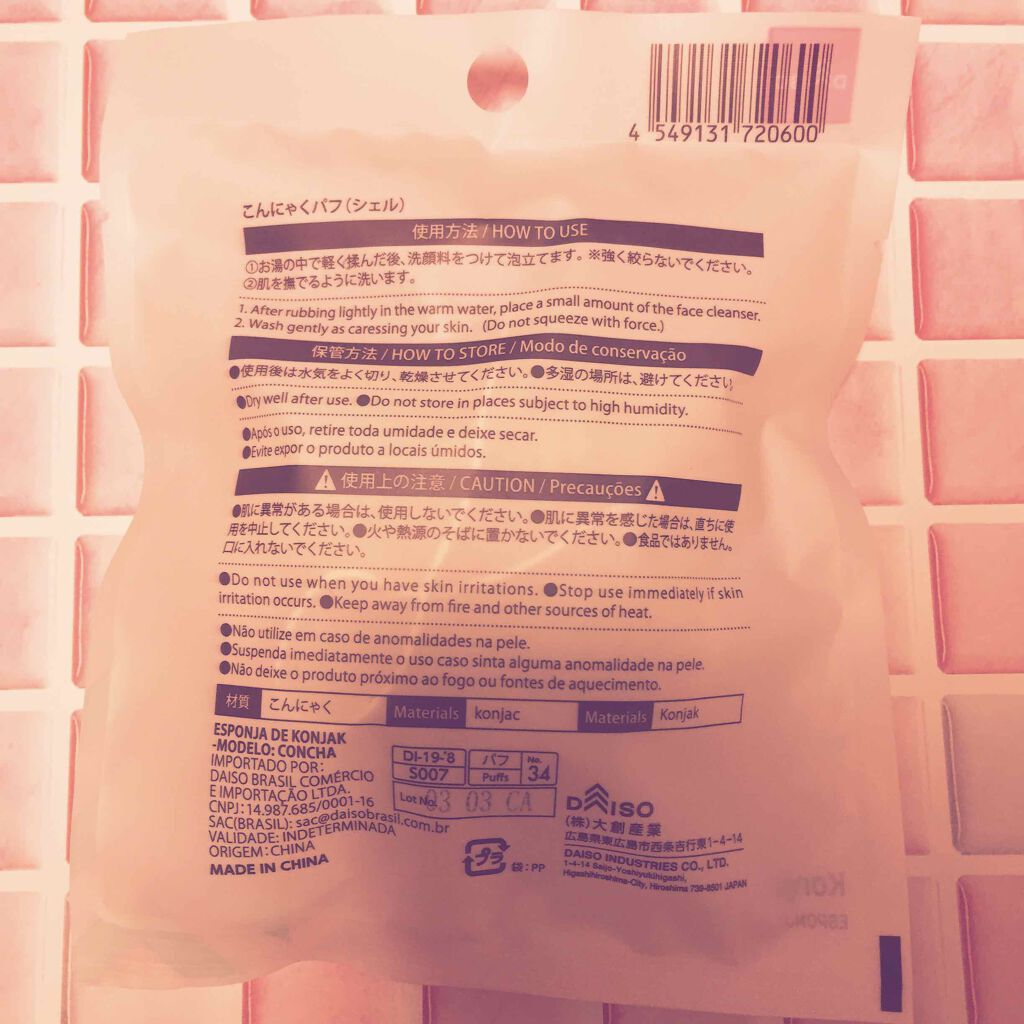 4 549131 720600
こんにゃくパフ(シェル)
使用方法 / HOW TO USE
①お湯の中で軽く揉んだ後、洗顔料をつけて泡立てます。※強く絞らないでください。
②肌を撫でるように洗います。
1. After rubbing lightly in the warm water, place a small amount of the face cleanser.
2. Wash gently as caressing your skin. (Do not squeeze with force.)
保管方法 / HOW TO STORE / Modo de conservação
●使用後は水気をよく切り、乾燥させてください。●多湿の場所は、避けてください
●Dry well after use. ●Do not store in places subject to high humidity.
●Após o uso, retire toda umidade e deixe secar.
●Evite expor o produto a locais úmidos.
⚠ 使用上の注意 / CAUTION / Precauções ⚠
●肌に異常がある場合は、使用しないでください。●肌に異常を感じた場合は、直ちに使
用を中止してください。●火や熱源のそばに置かないでください。●食品ではありません。
口に入れないでください。
●Do not use when you have skin irritations. ●Stop use immediately if skin
irritation occurs. ●Keep away from fire and other sources of heat.
●Não utilize em caso de anomalidades na pele.
●Suspenda imediatamente o uso caso sinta alguma anomalidade na pele.
●Não deixe o produto próximo ao fogo ou fontes de aquecimento.
材質 こんにゃく Materials konjac Materials Konjak
ESPONJA DE KONJAK
-MODELO: CONCHA
IMPORTADO POR:
DAISO BRASIL COMÉRCIO
E IMPORTAÇÃO LTDA.
CNPJ: 14.987.685/0001-16
SAC(BRASIL): sac@daisobrasil.com.br
VALIDADE: INDETERMINADA
ORIGEM: CHINA
MADE IN CHINA
DI-19-'8 パフ No.
S007 Puffs 34
Lot No. 03 03 CA
プラ 袋:PP
DAISO
(株)大創産業
広島県東広島市西条吉行東1-4-14
DAISO INDUSTRIES CO., LTD.
1-4-14 Saijo-Yoshiyukihigashi,
Higashihiroshima-City, Hiroshima 739-8501 JAPAN